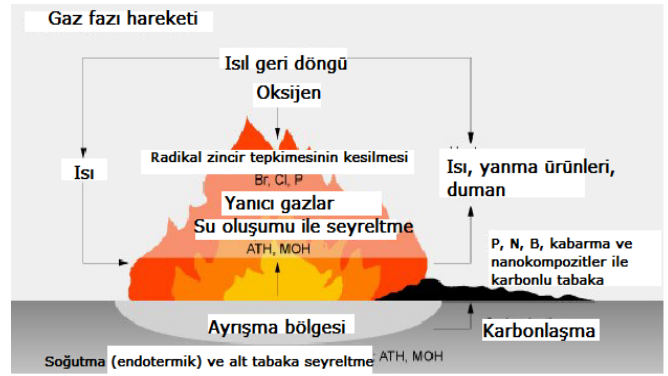 Gaz fazı hareketi
Isıl geri döngü
Oksijen
Radikal zincir tepkimesinin kesilmesi
Br, Cl, P
Isı
Isı, yanma ürünleri,
duman
Yanıcı gazlar
Su oluşumu ile seyreltme
ATH, MOH
P, N, B, kabarma ve
nanokompozitler ile
karbonlu tabaka
Ayrışma bölgesi
Karbonlaşma
Soğutma (endotermik) ve alt tabaka seyreltme ATH, MOH